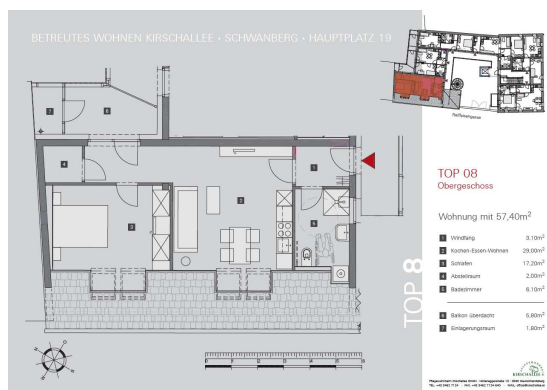 BETREUTES WOHNEN KIRSCHALLEE · SCHWANBERG · HAUPTPLATZ 19
TOP 08
Obergeschoss
Wohnung mit 57,40m²
1 Windfang 3,10m²
2 Kochen-Essen-Wohnen 29,00m²
3 Schlafen 17,20m²
4 Abstellraum 2,00m²
5 Badezimmer 6,10m²
6 Balkon überdacht 5,80m²
7 Einlagerungsraum 1,80m²
TOP 8
7
6
4
1
2
3
5
KIRSCHALLEE